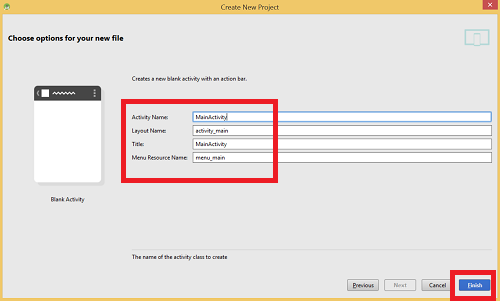 Create New Project
Choose options for your new file
Creates a new blank activity with an action bar.
Activity Name: MainActivity
Layout Name: activity_main
Title: MainActivity
Menu Resource Name: menu_main
Blank Activity
The name of the activity class to create
Previous Next Cancel Finish